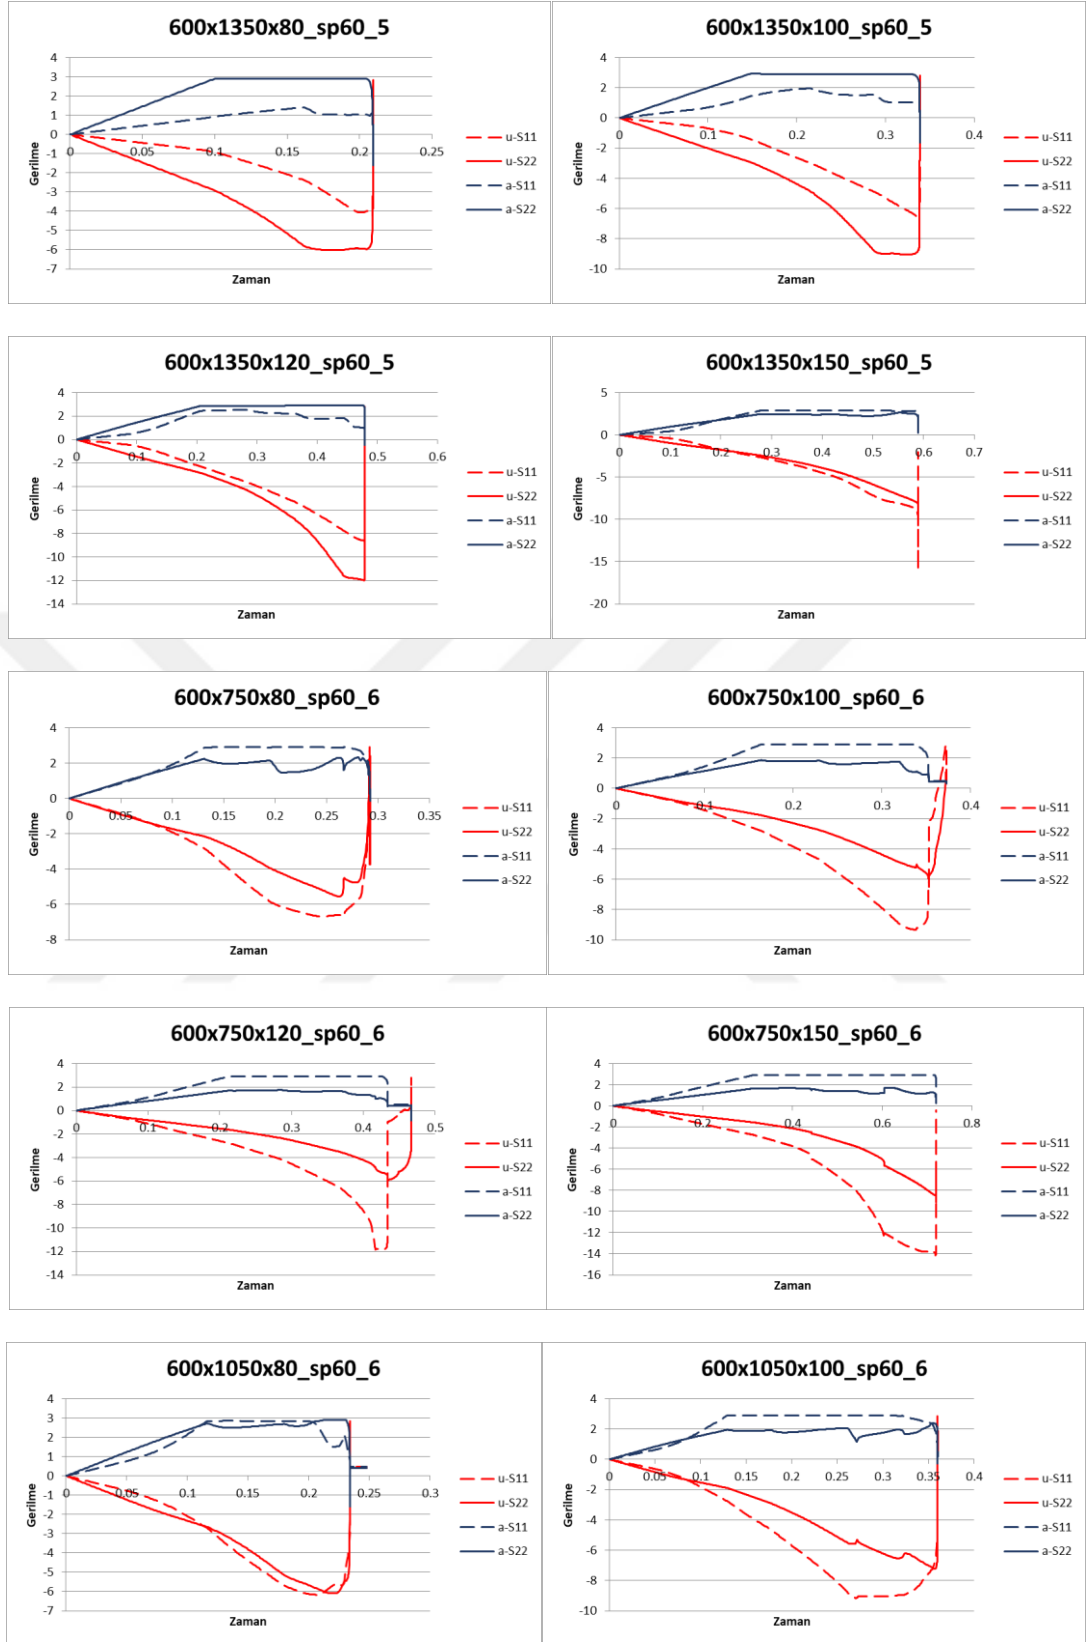 600x1350x80_sp60_5
4
3
2
1
0
-1
-2
-3
-4
-5
-6
-7
0 0.05 0.1 0.15 0.2 0.25
Gerilme
Zaman
u-S11
u-S22
a-S11
a-S22
600x1350x100_sp60_5
4
2
0
-2
-4
-6
-8
-10
0 0.1 0.2 0.3 0.4
Gerilme
Zaman
u-S11
u-S22
a-S11
a-S22
600x1350x120_sp60_5
4
2
0
-2
-4
-6
-8
-10
-12
-14
0 0.1 0.2 0.3 0.4 0.5 0.6
Gerilme
Zaman
u-S11
u-S22
a-S11
a-S22
600x1350x150_sp60_5
5
0
-5
-10
-15
-20
0 0.1 0.2 0.3 0.4 0.5 0.6 0.7
Gerilme
Zaman
u-S11
u-S22
a-S11
a-S22
600x750x80_sp60_6
4
2
0
-2
-4
-6
-8
0 0.05 0.1 0.15 0.2 0.25 0.3 0.35
Gerilme
Zaman
u-S11
u-S22
a-S11
a-S22
600x750x100_sp60_6
4
2
0
-2
-4
-6
-8
-10
0 0.1 0.2 0.3 0.4
Gerilme
Zaman
u-S11
u-S22
a-S11
a-S22
600x750x120_sp60_6
4
2
0
-2
-4
-6
-8
-10
-12
-14
0 0.1 0.2 0.3 0.4 0.5
Gerilme
Zaman
u-S11
u-S22
a-S11
a-S22
600x750x150_sp60_6
4
2
0
-2
-4
-6
-8
-10
-12
-14
-16
0 0.2 0.4 0.6 0.8
Gerilme
Zaman
u-S11
u-S22
a-S11
a-S22
600x1050x80_sp60_6
4
3
2
1
0
-1
-2
-3
-4
-5
-6
-7
0 0.05 0.1 0.15 0.2 0.25 0.3
Gerilme
Zaman
u-S11
u-S22
a-S11
a-S22
600x1050x100_sp60_6
4
2
0
-2
-4
-6
-8
-10
0 0.05 0.1 0.15 0.2 0.25 0.3 0.35 0.4
Gerilme
Zaman
u-S11
u-S22
a-S11
a-S22